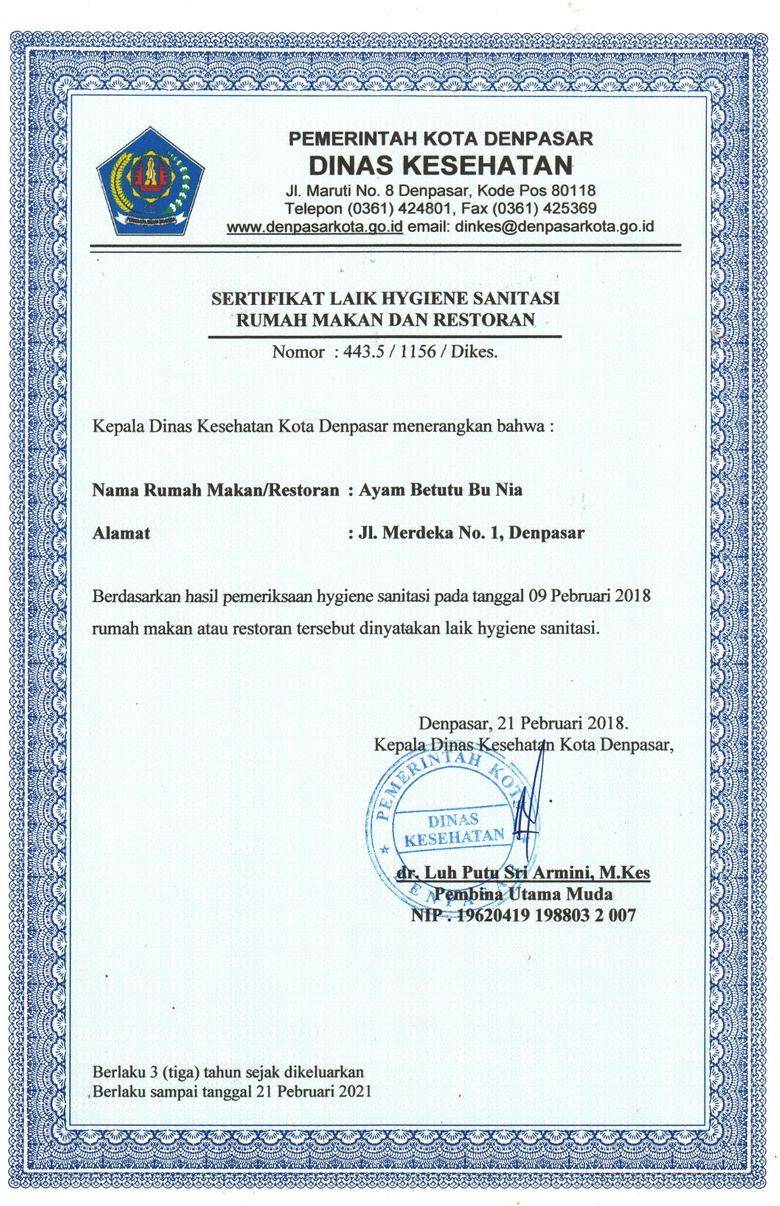 PEMERINTAH KOTA DENPASAR
DINAS KESEHATAN
Jl. Maruti No. 8 Denpasar, Kode Pos 80118
Telepon (0361) 424801, Fax (0361) 425369
www.denpasarkota.go.id email: dinkes@denpasarkota.go.id
SERTIFIKAT LAIK HYGIENE SANITASI
RUMAH MAKAN DAN RESTORAN
Nomor : 443.5 / 1156 / Dikes.
Kepala Dinas Kesehatan Kota Denpasar menerangkan bahwa :
Nama Rumah Makan/Restoran : Ayam Betutu Bu Nia
Alamat : Jl. Merdeka No. 1, Denpasar
Berdasarkan hasil pemeriksaan hygiene sanitasi pada tanggal 09 Pebruari 2018
rumah makan atau restoran tersebut dinyatakan laik hygiene sanitasi.
Denpasar, 21 Pebruari 2018.
Kepala Dinas Kesehatan Kota Denpasar,
PEMERINTAH KOTA
DINAS
KESEHATAN
dr. Luh Putu Sri Armini, M.Kes
Pembina Utama Muda
NIP . 19620419 198803 2 007
Berlaku 3 (tiga) tahun sejak dikeluarkan
Berlaku sampai tanggal 21 Pebruari 2021